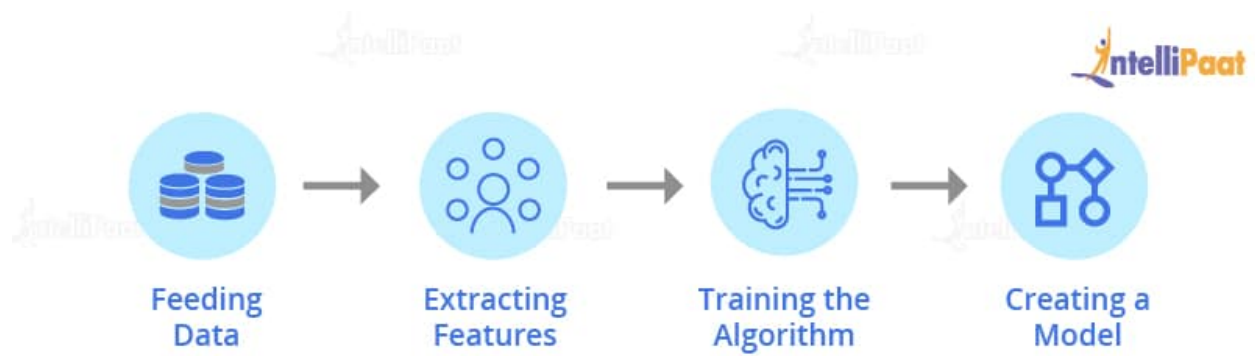 IntelliPaat
Feeding
Data
Extracting
Features
Training the
Algorithm
Creating a
Model